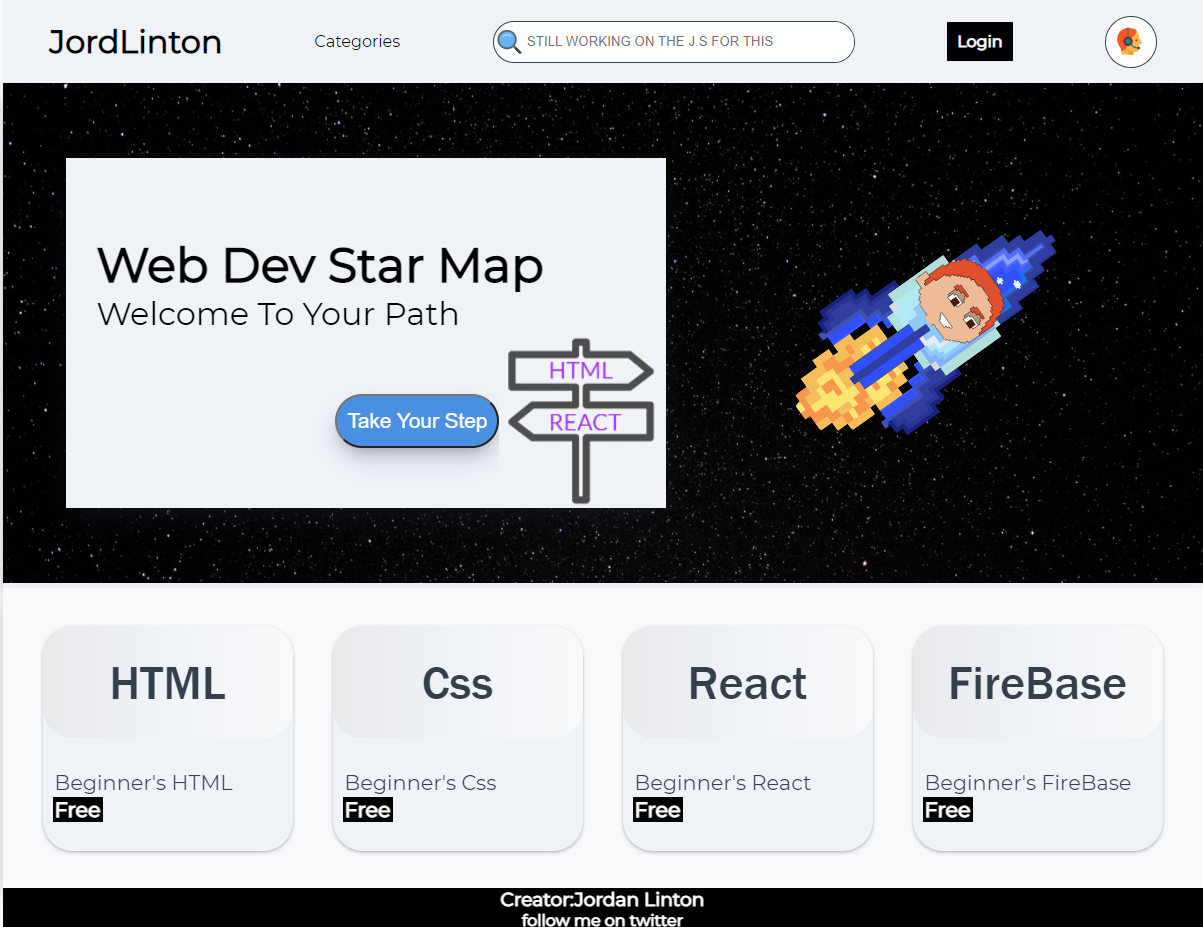 JordLinton
Categories
STILL WORKING ON THE J.S FOR THIS
Login
Web Dev Star Map
Welcome To Your Path
HTML
REACT
Take Your Step
HTML
Css
React
FireBase
Beginner's HTML
Free
Beginner's Css
Free
Beginner's React
Free
Beginner's FireBase
Free
Creator:Jordan Linton
follow me on twitter